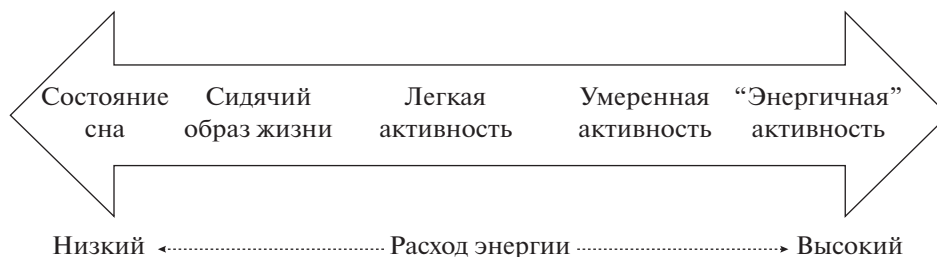 Состояние сна
Сидячий образ жизни
Легкая активность
Умеренная активность
“Энергичная” активность
Низкий Расход энергии Высокий